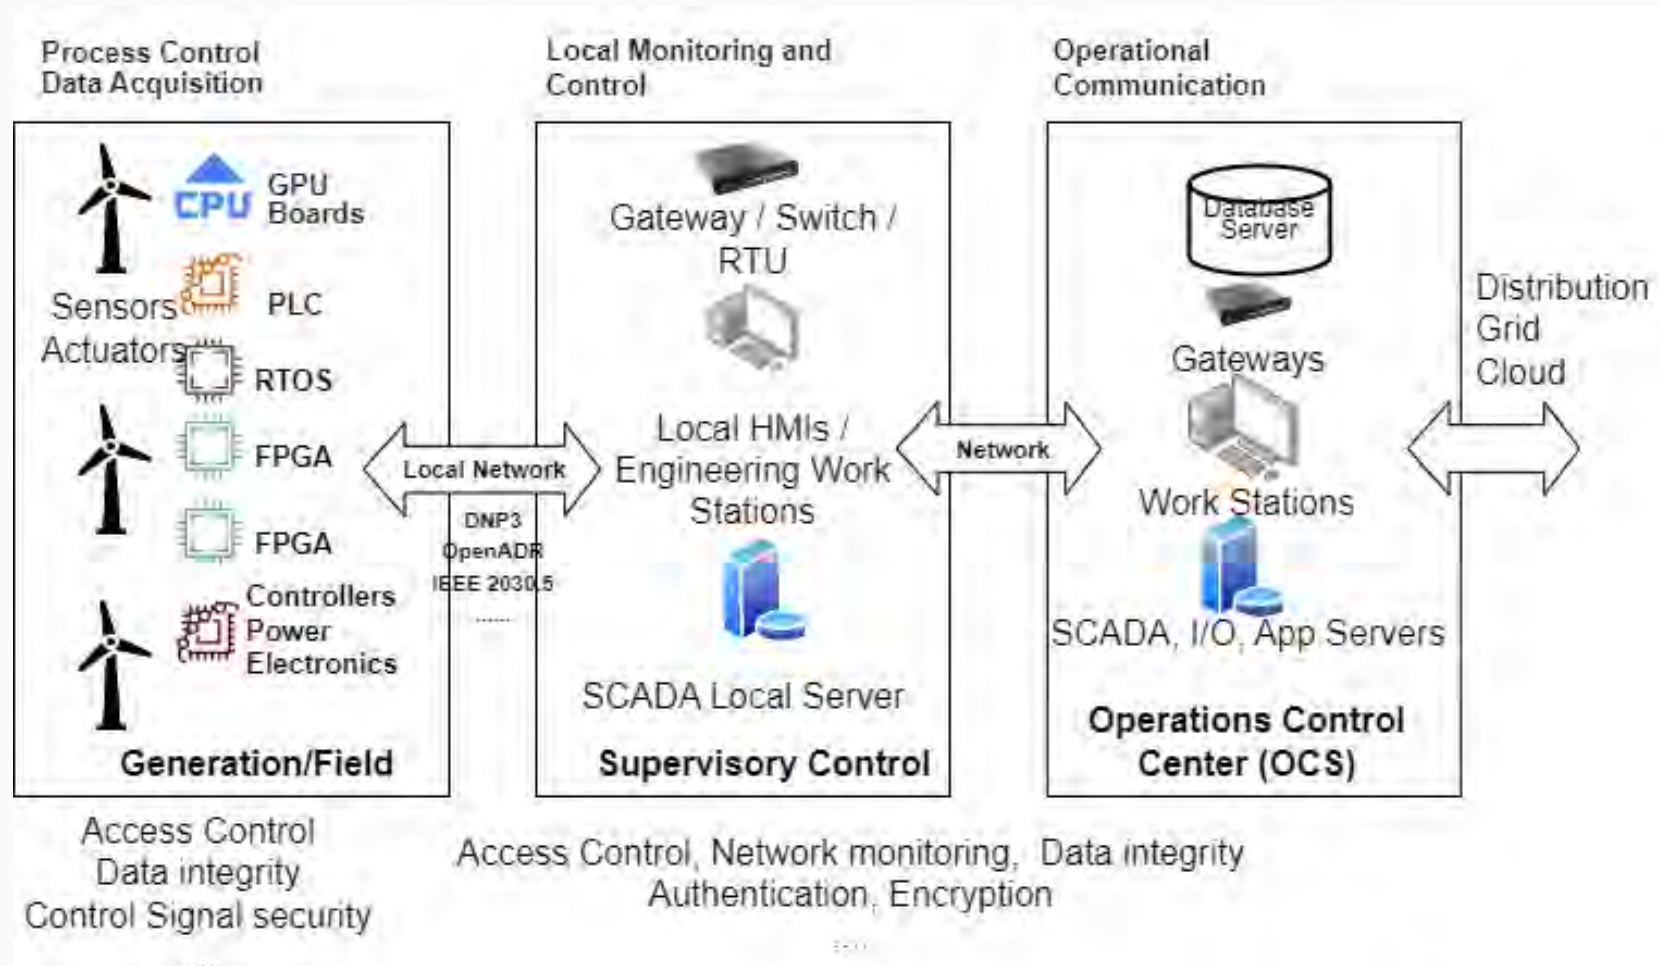 Process Control
Data Acquisition
Local Monitoring and
Control
Operational
Communication
CPU
GPU
Boards
Sensors
Actuators
PLC
RTOS
FPGA
FPGA
Controllers
Power
Electronics
Generation/Field
Local Network
DNP3
OpenADR
IEEE 2030.5
......
Gateway / Switch /
RTU
Local HMIs /
Engineering Work
Stations
SCADA Local Server
Supervisory Control
Network
Database
Server
Gateways
Work Stations
SCADA, I/O, App Servers
Operations Control
Center (OCS)
Distribution
Grid
Cloud
Access Control
Data integrity
Control Signal security
Access Control, Network monitoring, Data integrity
Authentication, Encryption
....